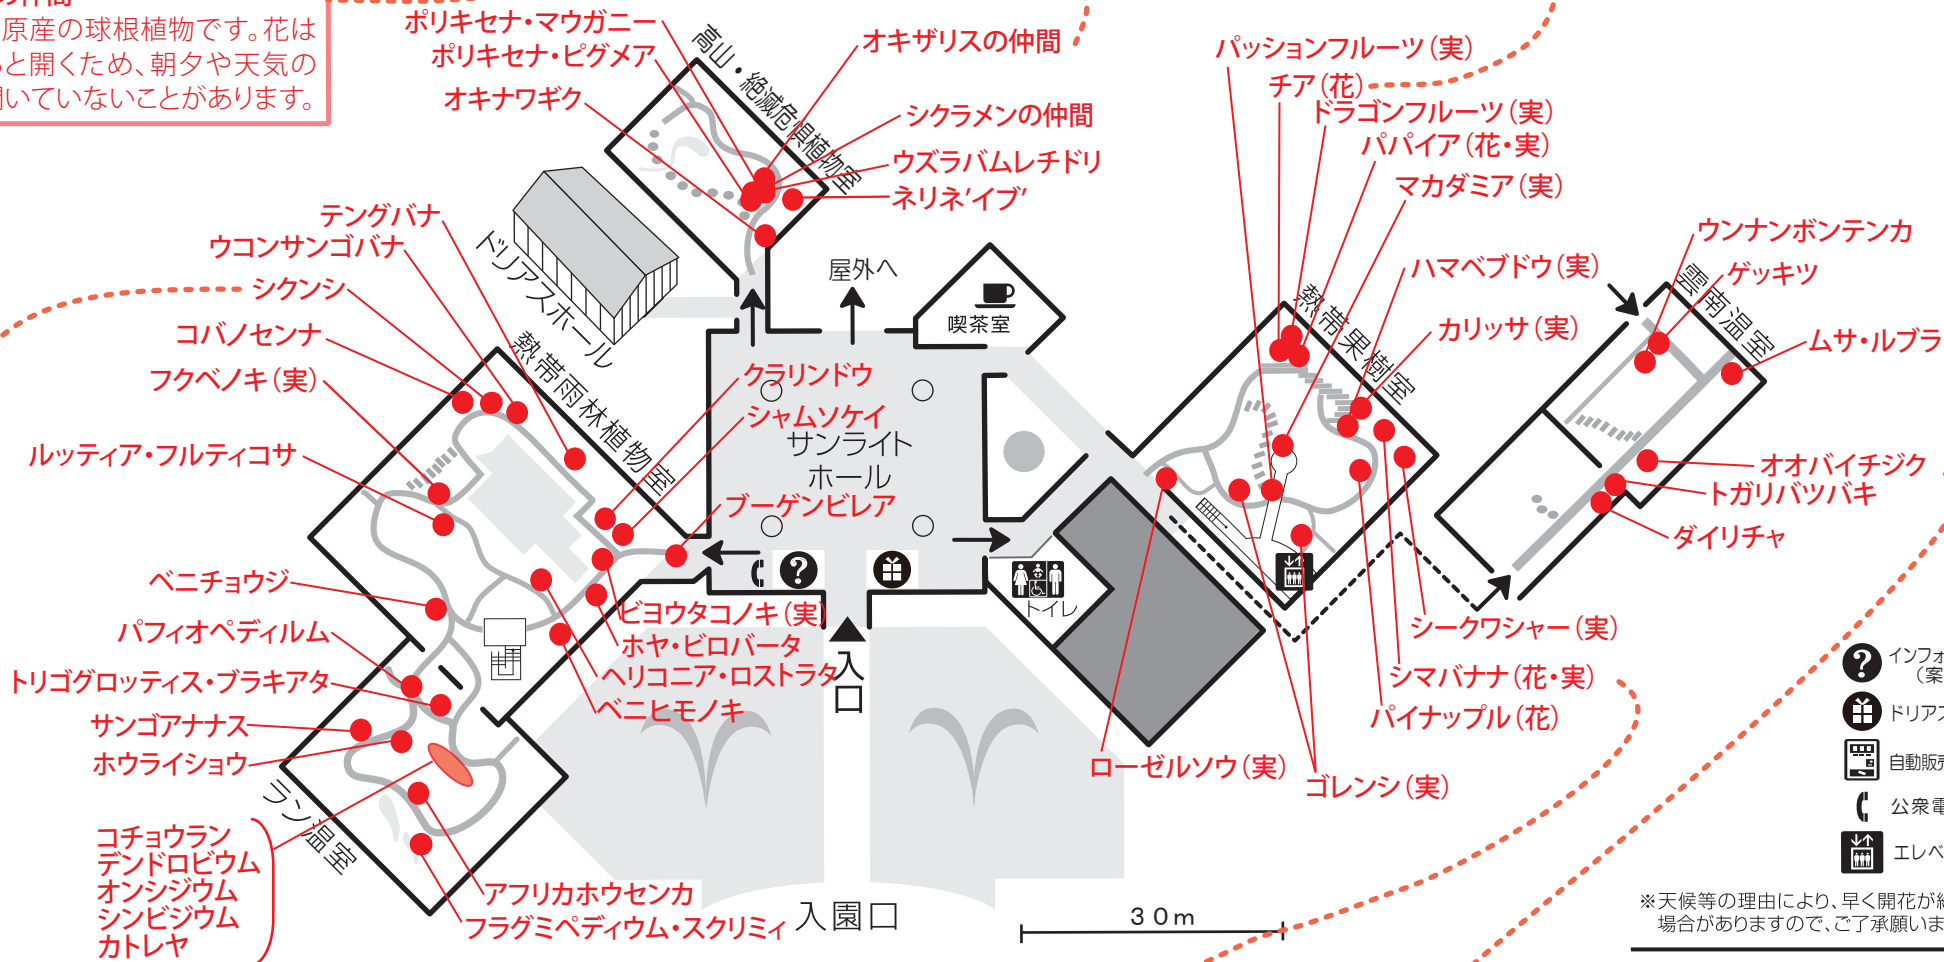 の仲間
原産の球根植物です。花は
と開くため、朝夕や天気の
開いていないことがあります。
ポリキセナ・マウガニー
ポリキセナ・ピグメア
オキナワギク
高山・絶滅危惧植物室
オキザリスの仲間
シクラメンの仲間
ウズラバムレチドリ
ネリネ'イブ'
パッションフルーツ(実)
チア(花)
ドラゴンフルーツ(実)
パパイア(花・実)
マカダミア(実)
ハマベブドウ(実)
カリッサ(実)
ウンナンボンテンカ
ゲッキツ
ムサ・ルブラ
雲南温室
熱帯果樹室
テングバナ
ウコンサンゴバナ
シクンシ
コバノセンナ
フクベノキ(実)
ルッティア・フルティコサ
ドリアスホール
熱帯雨林植物室
屋外へ
喫茶室
クラリンドウ
シャムソケイ
サンライト
ホール
ブーゲンビレア
オオバイチジク
トガリバツバキ
ダイリチャ
ベニチョウジ
パフィオペディルム
トリゴグロッティス・ブラキアタ
サンゴアナナス
ホウライショウ
ビヨウタコノキ(実)
ホヤ・ビロバータ
ヘリコニア・ロストラタ
ベニヒモノキ
入口
トイレ
シークワシャー(実)
シマバナナ(花・実)
パイナップル(花)
ローゼルソウ(実)
ゴレンシ(実)
ラン温室
コチョウラン
デンドロビウム
オンシジウム
シンビジウム
カトレヤ
アフリカホウセンカ
フラグミペディウム・スクリミィ
入園口
30m
インフォ
(案
ドリアス
自動販売
公衆電
エレベ
※天候等の理由により、早く開花が終
場合がありますので、ご了承願いま